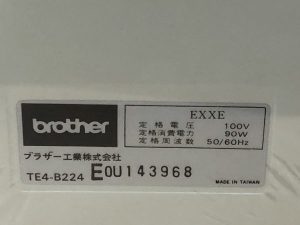 brother
EXXE
定格電圧 100V
定格消費電力 90W
定格周波数 50/60Hz
ブラザー工業株式会社
TE4-B224 E0U143968
MADE IN TAIWAN